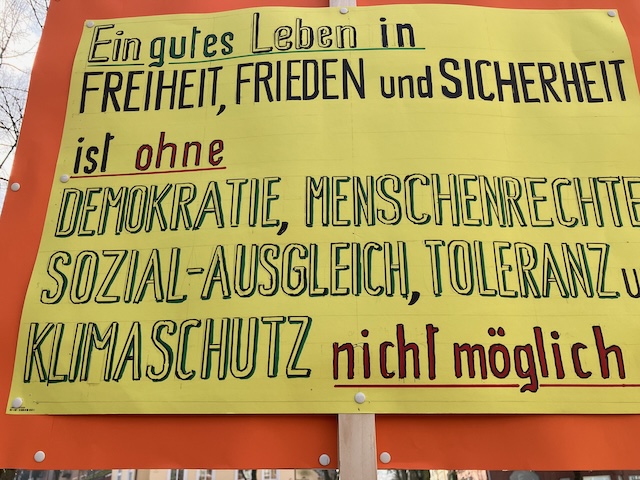 Ein gutes Leben in
FREIHEIT, FRIEDEN und SICHERHEIT
ist ohne
DEMOKRATIE, MENSCHENRECHTE
SOZIAL-AUSGLEICH, TOLERANZ u
KLIMASCHUTZ nicht möglich